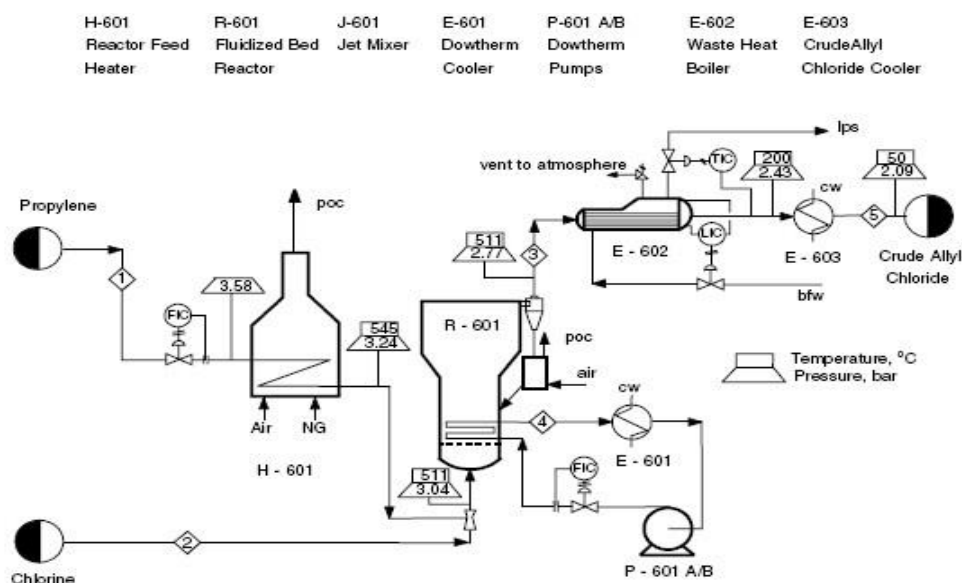 H-601 R-601 J-601 E-601 P-601 A/B E-602 E-603
Reactor Feed Fluidized Bed Jet Mixer Dowtherm Dowtherm Waste Heat CrudeAllyl
Heater Reactor Cooler Pumps Boiler Chloride Cooler
lps
vent to atmosphere
TIC
200
2.43
50
2.09
cw
Propylene
poc
511
2.77
3
5
LIC
E - 602
E - 603
Crude Allyl
Chloride
bfw
1
3.58
FIC
545
3.24
R - 601
poc
air
Temperature, ºC
Pressure, bar
cw
4
Air
NG
E - 601
H - 601
511
3.04
FIC
2
Chlorine
P - 601 A/B